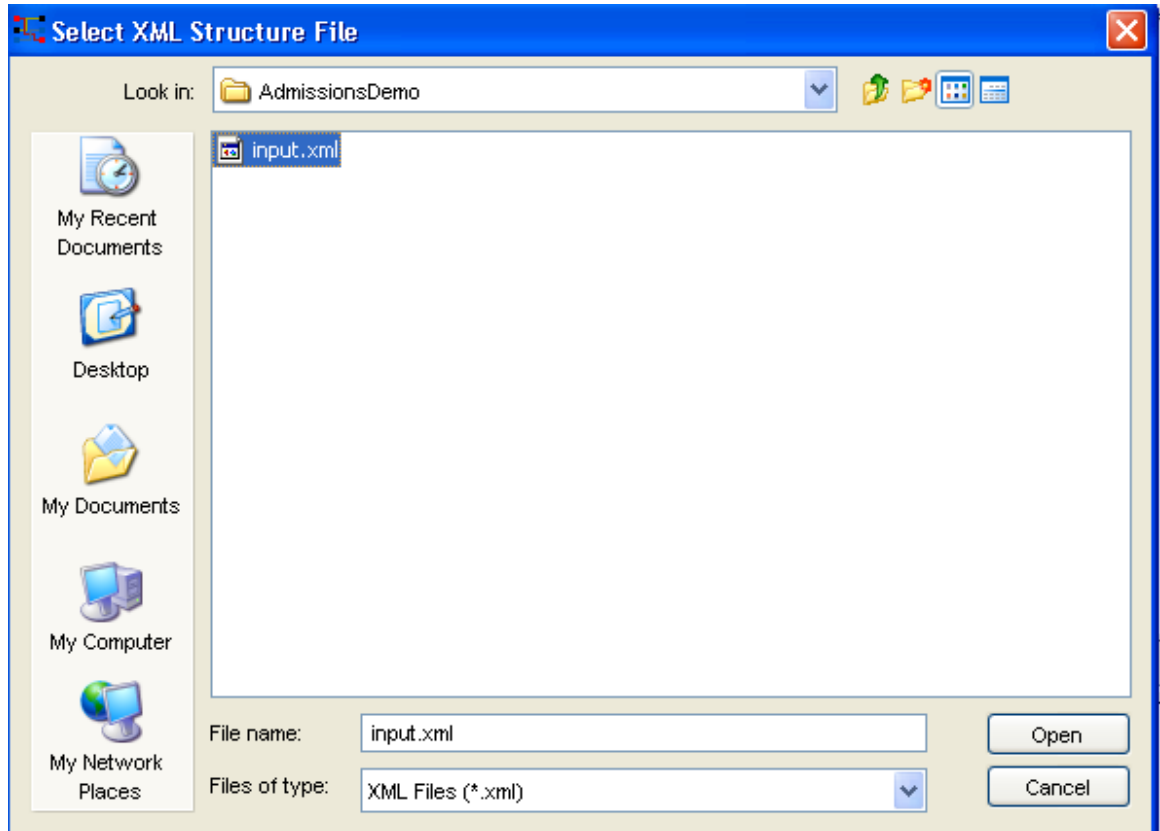 Select XML Structure File
Look in:
AdmissionsDemo
input.xml
My Recent
Documents
Desktop
My Documents
My Computer
My Network
Places
File name:
input.xml
Open
Files of type:
XML Files (*.xml)
Cancel